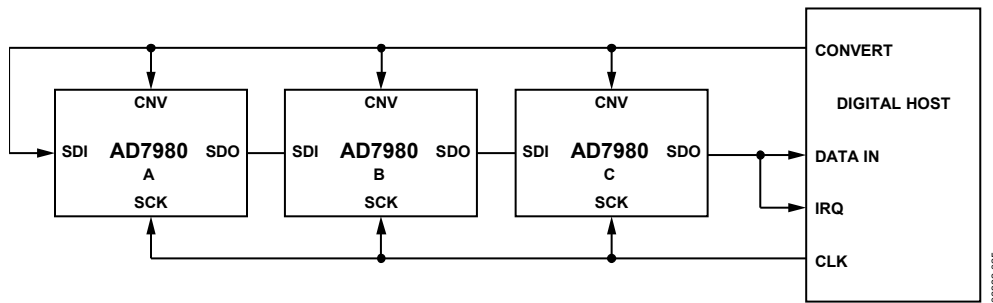 CONVERT
CNV CNV CNV
DIGITAL HOST
SDI AD7980 SDO SDI AD7980 SDO SDI AD7980 SDO DATA IN
A B C
SCK SCK SCK
IRQ
CLK